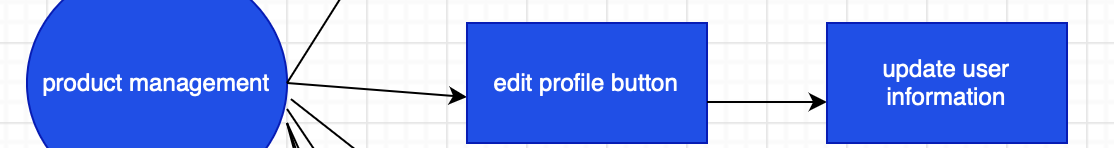 product management
edit profile button
update user
information